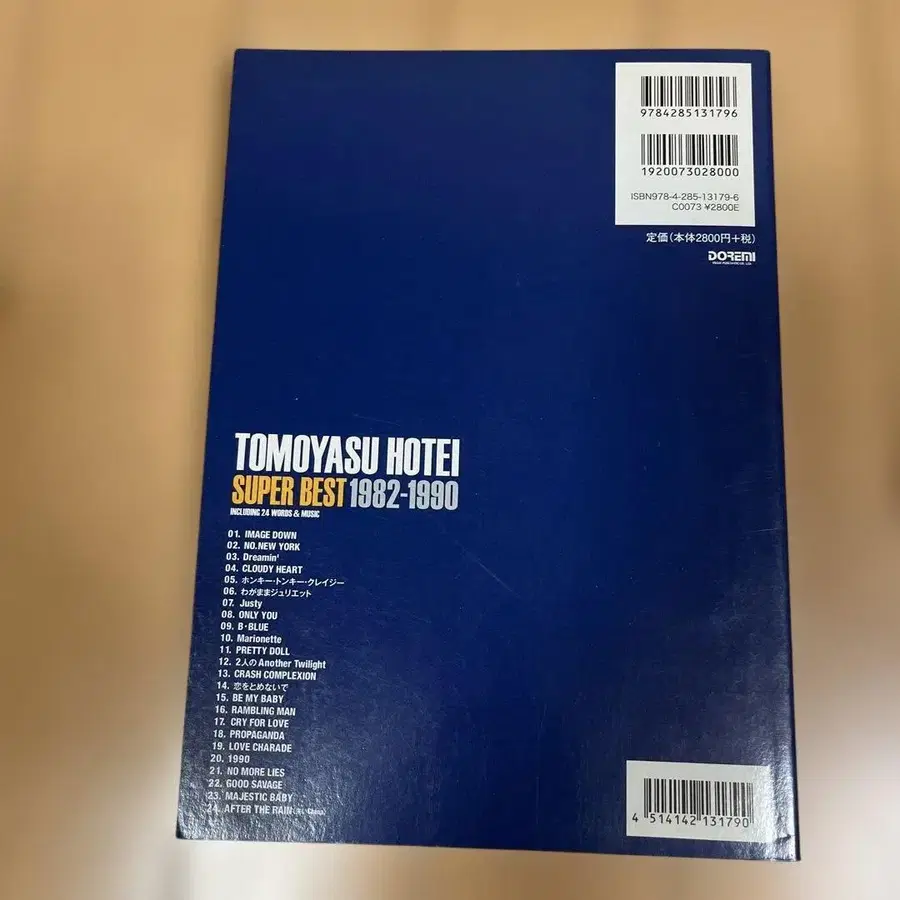 9784285131796
1920073028000
ISBN978-4-285-13179-6
C0073 ¥2800E
定価(本体2800円+税)
DOREMI
TOMOYASU HOTEI
SUPER BEST 1982-1990
INCLUDING 24 WORDS & MUSIC
01. IMAGE DOWN
02. NO.NEW YORK
03. Dreamin'
04. CLOUDY HEART
05. ホンキー・トンキー・クレイジー
06. わがままジュリエット
07. Justy
08. ONLY YOU
09. B・BLUE
10. Marionette
11. PRETTY DOLL
12. 2人のAnother Twilight
13. CRASH COMPLEXION
14. 恋をとめないで
15. BE MY BABY
16. RAMBLING MAN
17. CRY FOR LOVE
18. PROPAGANDA
19. LOVE CHARADE
20. 1990
21. NO MORE LIES
22. GOOD SAVAGE
23. MAJESTIC BABY
24. AFTER THE RAIN
4 514142 131790